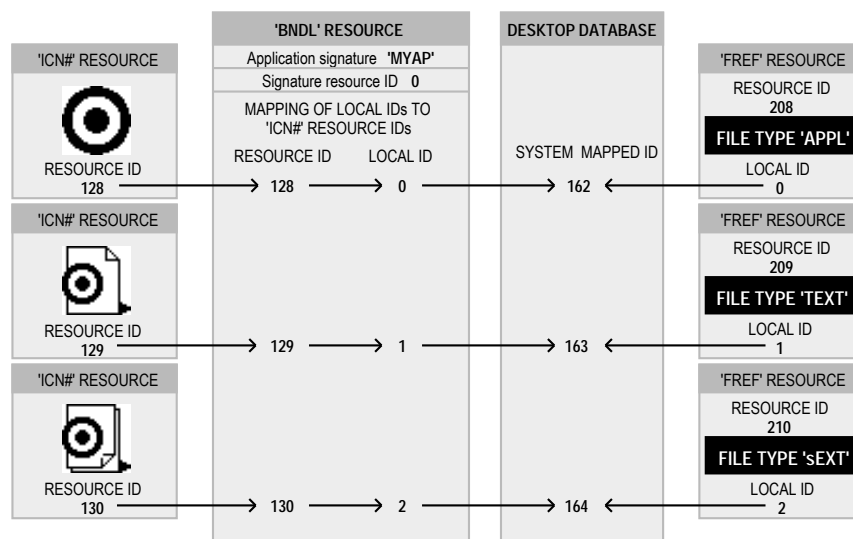 'BNDL' RESOURCE
DESKTOP DATABASE
'ICN#' RESOURCE
Application signature 'MYAP'
'FREF' RESOURCE
Signature resource ID 0
RESOURCE ID
208
MAPPING OF LOCAL IDs TO
'ICN#' RESOURCE IDs
FILE TYPE 'APPL'
RESOURCE ID LOCAL ID
SYSTEM MAPPED ID
RESOURCE ID
128
LOCAL ID
0
128 0 162
'ICN#' RESOURCE
'FREF' RESOURCE
RESOURCE ID
209
FILE TYPE 'TEXT'
RESOURCE ID
129
LOCAL ID
1
129 1 163
'ICN#' RESOURCE
'FREF' RESOURCE
RESOURCE ID
210
FILE TYPE 'sEXT'
RESOURCE ID
130
LOCAL ID
2
130 2 164